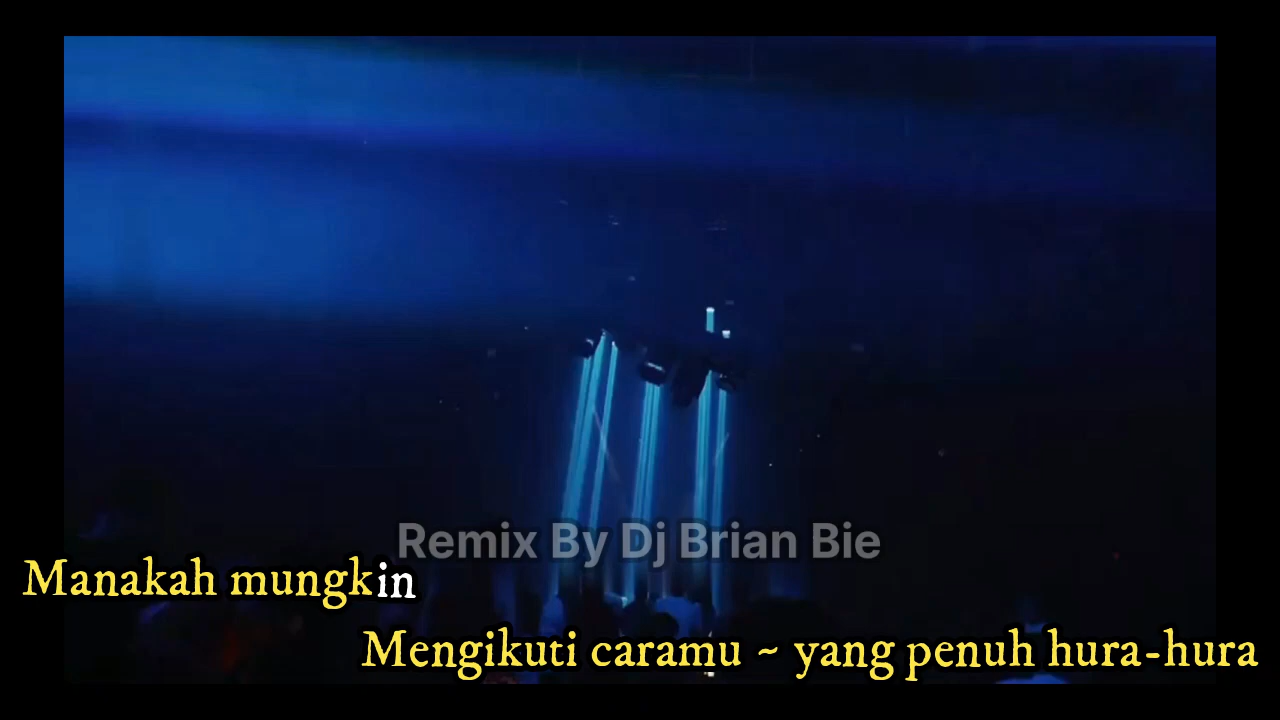 Remix By Dj Brian Bie
Manakah mungkin
Mengikuti caramu ~ yang penuh hura-hura